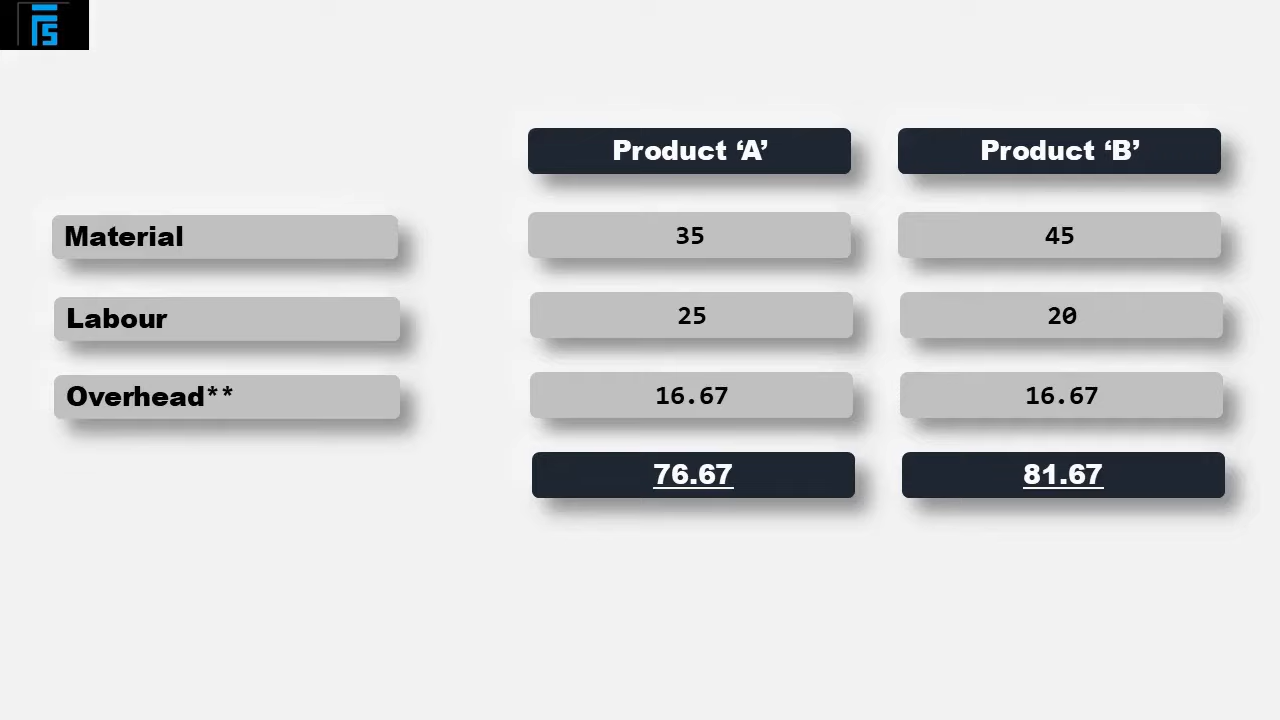 Product ‘A’ Product ‘B’
Material 35 45
Labour 25 20
Overhead** 16.67 16.67
76.67 81.67